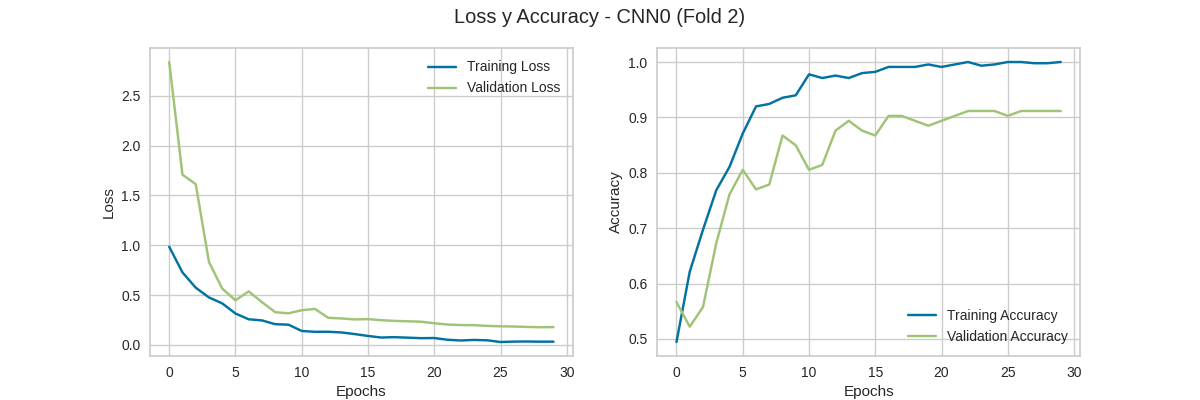 Loss y Accuracy - CNN0 (Fold 2)
Training Loss
Validation Loss
Loss
2.5
2.0
1.5
1.0
0.5
0.0
0 5 10 15 20 25 30
Epochs
Training Accuracy
Validation Accuracy
Accuracy
1.0
0.9
0.8
0.7
0.6
0.5
0 5 10 15 20 25 30
Epochs